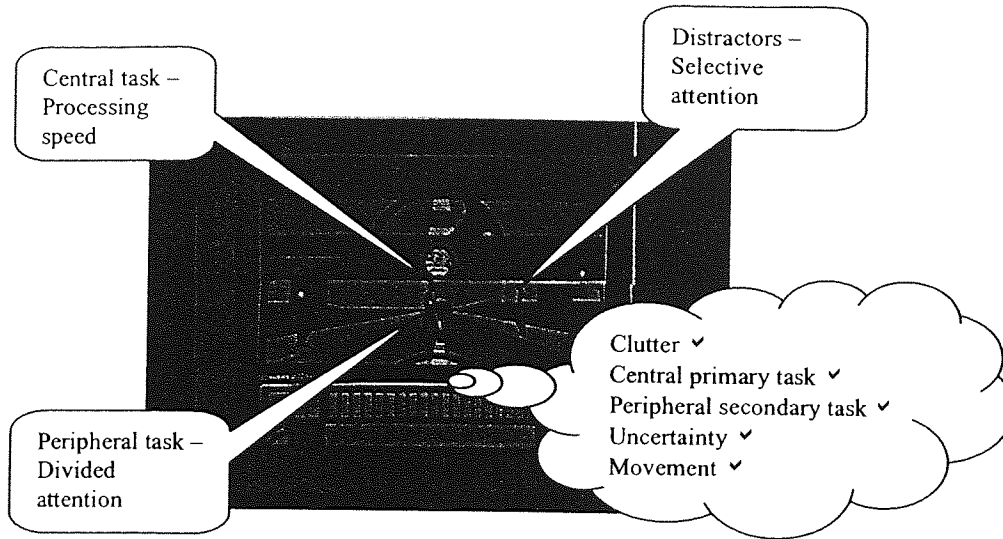 Central task –
Processing
speed
Distractors –
Selective
attention
Peripheral task –
Divided
attention
Clutter ✓
Central primary task ✓
Peripheral secondary task ✓
Uncertainty ✓
Movement ✓